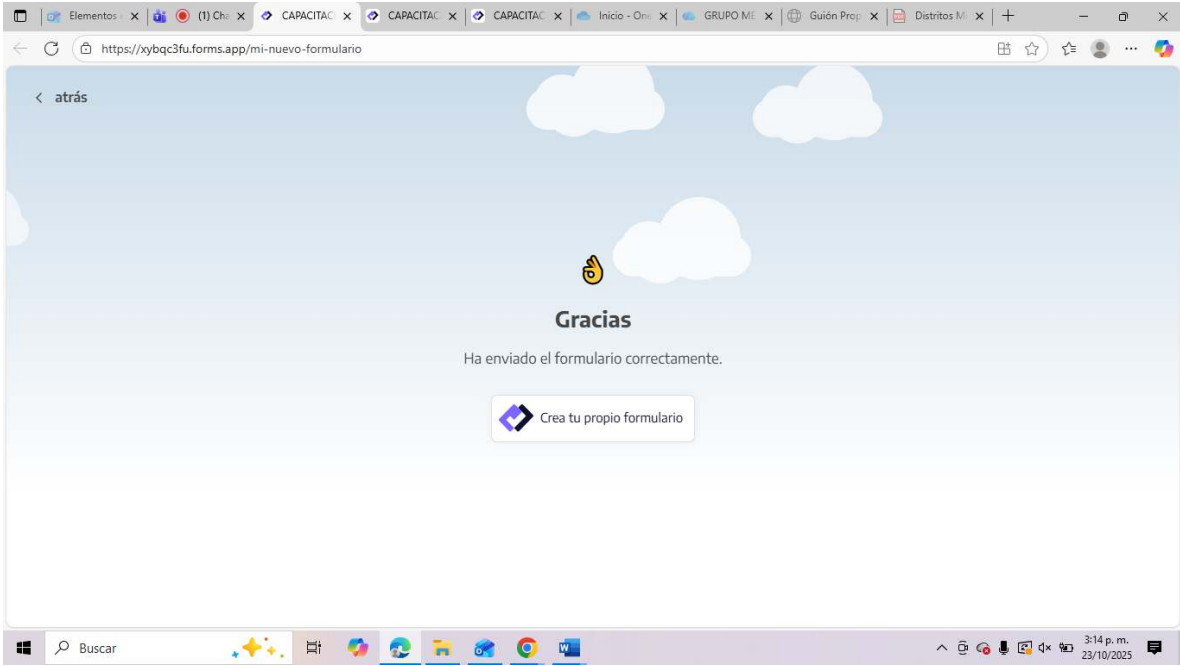 Elementos
(1) Cha
CAPACITAC
CAPACITAC
CAPACITAC
Inicio - One
GRUPO ME
Guión Prop
Distritos M
https://xybqc3fu.forms.app/mi-nuevo-formulario
atrás
Gracias
Ha enviado el formulario correctamente.
Crea tu propio formulario
Buscar
3:14 p. m.
23/10/2025